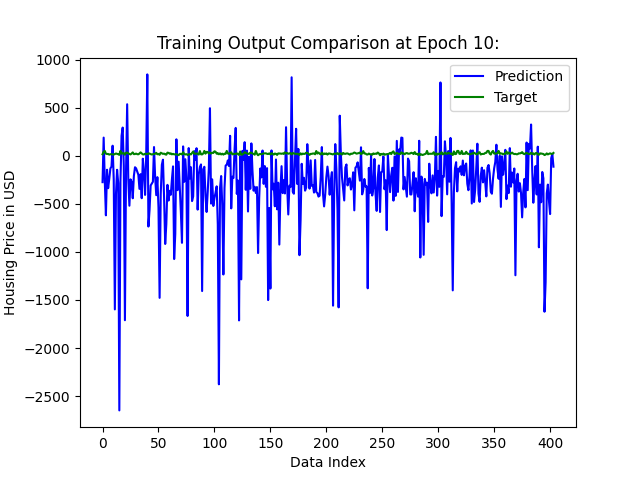 Training Output Comparison at Epoch 10:
1000
500
0
−500
−1000
−1500
−2000
−2500
Housing Price in USD
Prediction
Target
0 50 100 150 200 250 300 350 400
Data Index